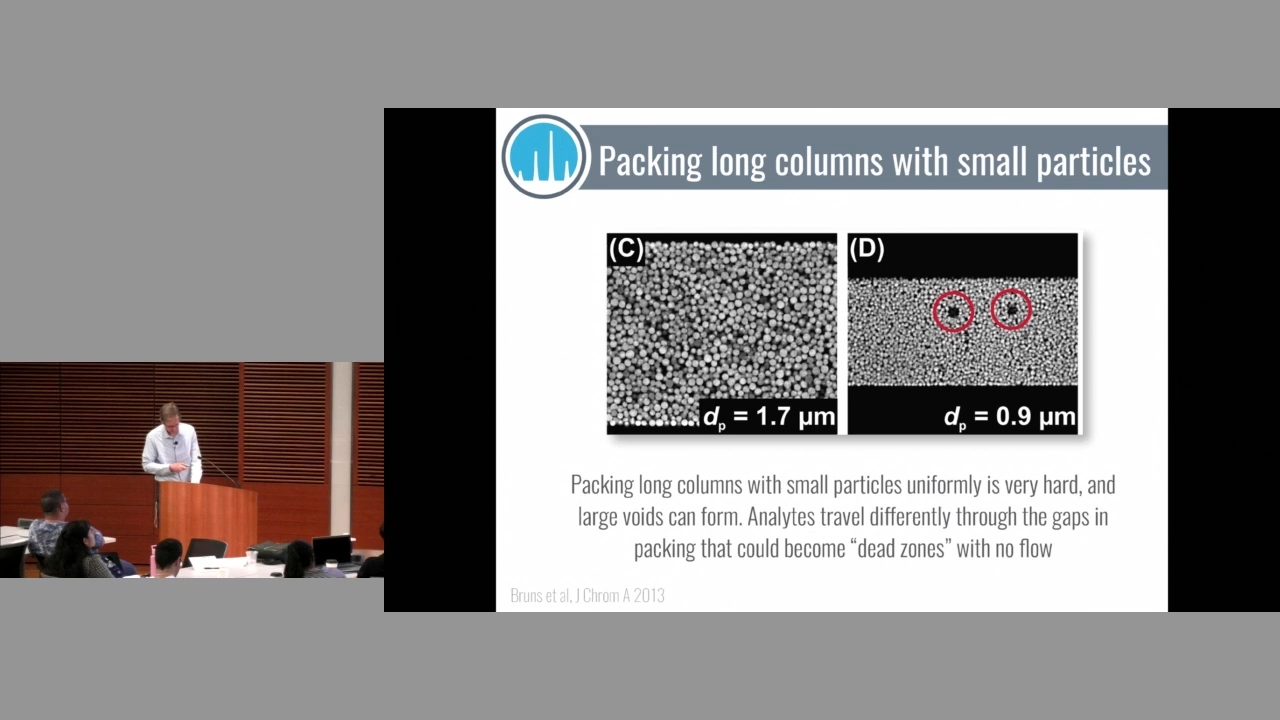 Packing long columns with small particles
(C)
(D)
dp = 1.7 µm
dp = 0.9 µm
Packing long columns with small particles uniformly is very hard, and
large voids can form. Analytes travel differently through the gaps in
packing that could become “dead zones” with no flow
Bruns et al, J Chrom A 2013